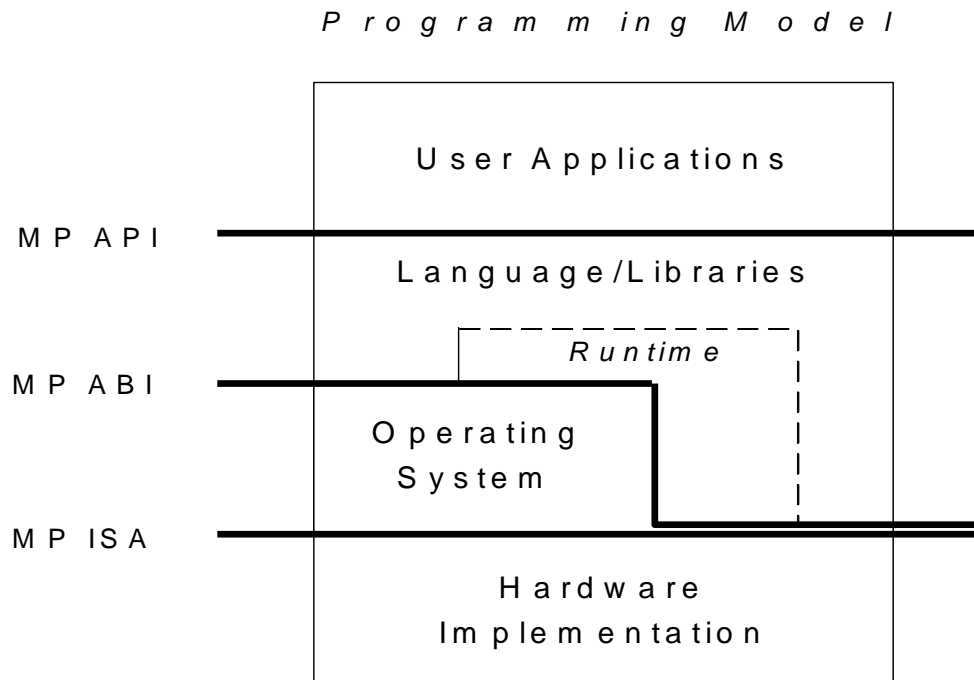 Programming Model
User Applications
MP API
Language/Libraries
Runtime
MP ABI
Operating
System
MP ISA
Hardware
Implementation